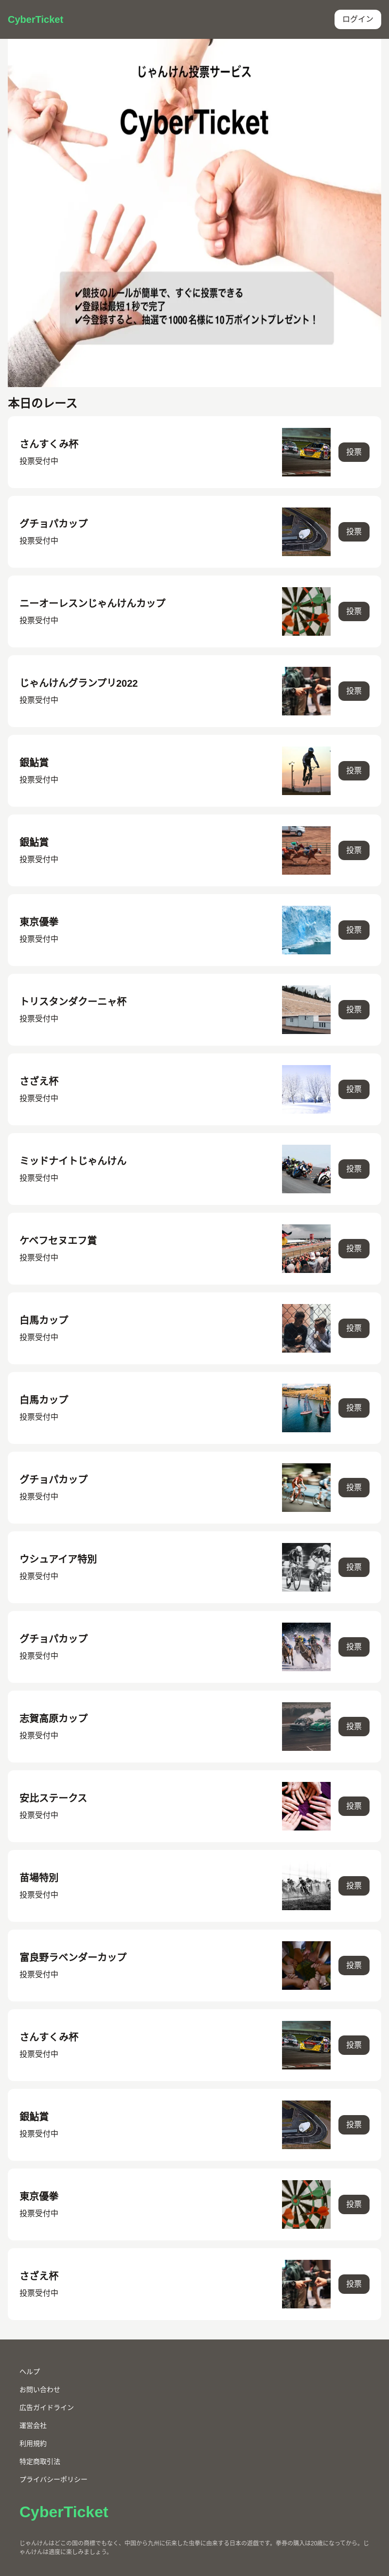 CyberTicket
ログイン
じゃんけん投票サービス
CyberTicket
✔競技のルールが簡単で、すぐに投票できる
✔登録は最短1秒で完了
✔今登録すると、抽選で1000名様に10万ポイントプレゼント！
本日のレース
さんすくみ杯
投票受付中
投票
グチョパカップ
投票受付中
投票
ニーオーレスンじゃんけんカップ
投票受付中
投票
じゃんけんグランプリ2022
投票受付中
投票
銀鮎賞
投票受付中
投票
銀鮎賞
投票受付中
投票
東京優拳
投票受付中
投票
トリスタンダクーニャ杯
投票受付中
投票
さざえ杯
投票受付中
投票
ミッドナイトじゃんけん
投票受付中
投票
ケベフセヌエフ賞
投票受付中
投票
白馬カップ
投票受付中
投票
白馬カップ
投票受付中
投票
グチョパカップ
投票受付中
投票
ウシュアイア特別
投票受付中
投票
グチョパカップ
投票受付中
投票
志賀高原カップ
投票受付中
投票
安比ステークス
投票受付中
投票
苗場特別
投票受付中
投票
富良野ラベンダーカップ
投票受付中
投票
さんすくみ杯
投票受付中
投票
銀鮎賞
投票受付中
投票
東京優拳
投票受付中
投票
さざえ杯
投票受付中
投票
ヘルプ
お問い合わせ
広告ガイドライン
運営会社
利用規約
特定商取引法
プライバシーポリシー
CyberTicket
じゃんけんはどこの国の商標でもなく、中国から九州に伝来した虫拳に由来する日本の遊戯です。拳券の購入は20歳になってから。じ
ゃんけんは適度に楽しみましょう。